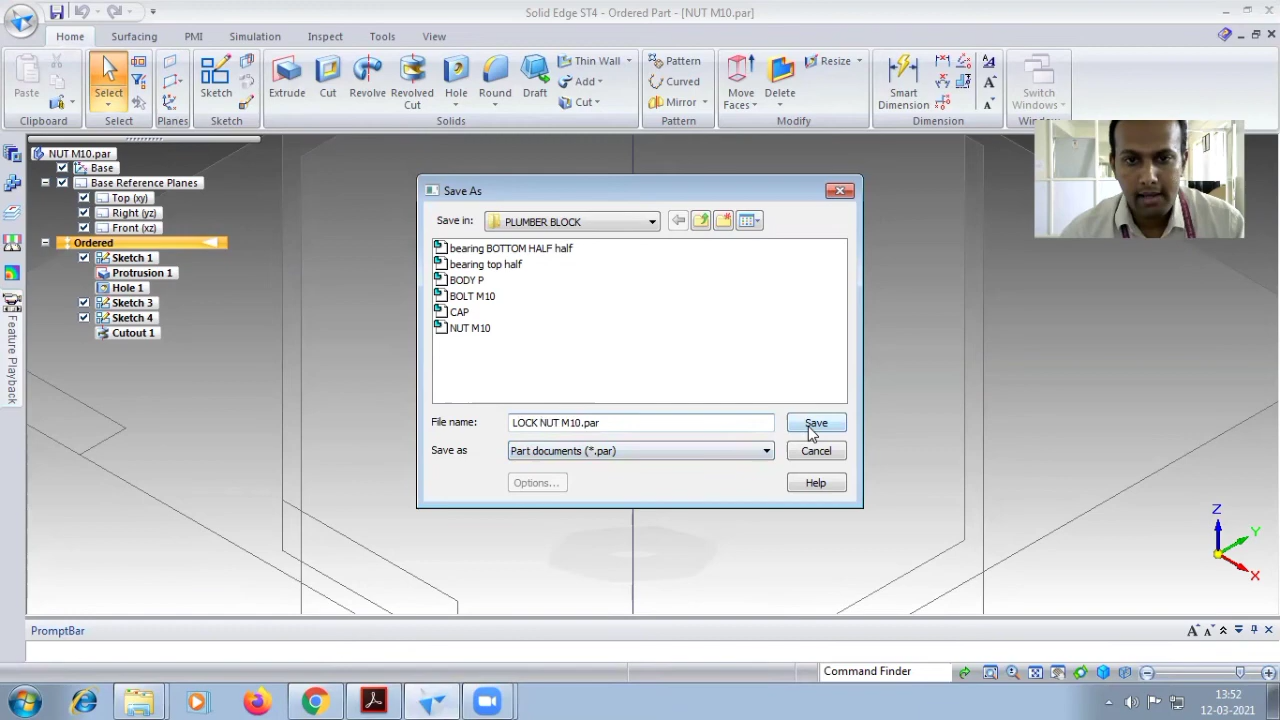 Solid Edge ST4 - Ordered Part - [NUT M10.par]
Home Surfacing PMI Simulation Inspect Tools View
Paste
Select
Sketch
Extrude
Cut
Revolve
Revolved Cut
Hole
Round
Draft
Thin Wall
Add
Cut
Pattern
Curved
Mirror
Move Faces
Delete
Resize
Smart Dimension
Switch Windows
Clipboard Select Planes Sketch Solids Pattern Modify Dimension
NUT M10.par
Base
Base Reference Planes
Top (xy)
Right (yz)
Front (xz)
Ordered
Sketch 1
Protrusion 1
Hole 1
Sketch 3
Sketch 4
Cutout 1
Feature Playback
Save As
Save in: PLUMBER BLOCK
bearing BOTTOM HALF half
bearing top half
BODY P
BOLT M10
CAP
NUT M10
File name: LOCK NUT M10.par Save
Save as Part documents (*.par) Cancel
Options... Help
Z
Y
X
PromptBar
Command Finder
13:52
12-03-2021